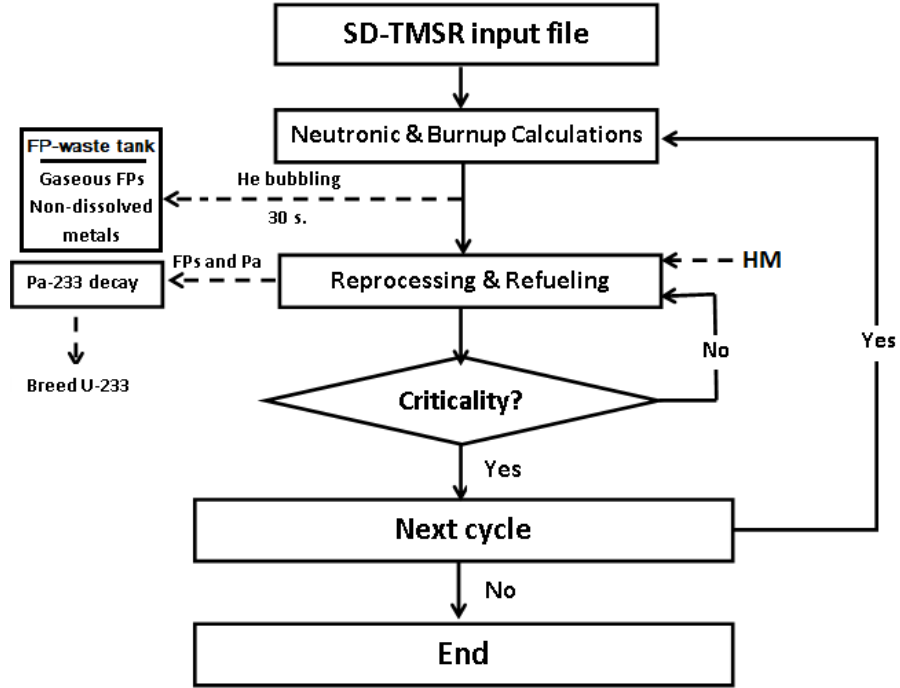 SD-TMSR input file
Neutronic & Burnup Calculations
FP-waste tank
Gaseous FPs
Non-dissolved
metals
He bubbling
30 s.
FPs and Pa
Pa-233 decay
Breed U-233
Reprocessing & Refueling
HM
No
Yes
Criticality?
Yes
Next cycle
No
End